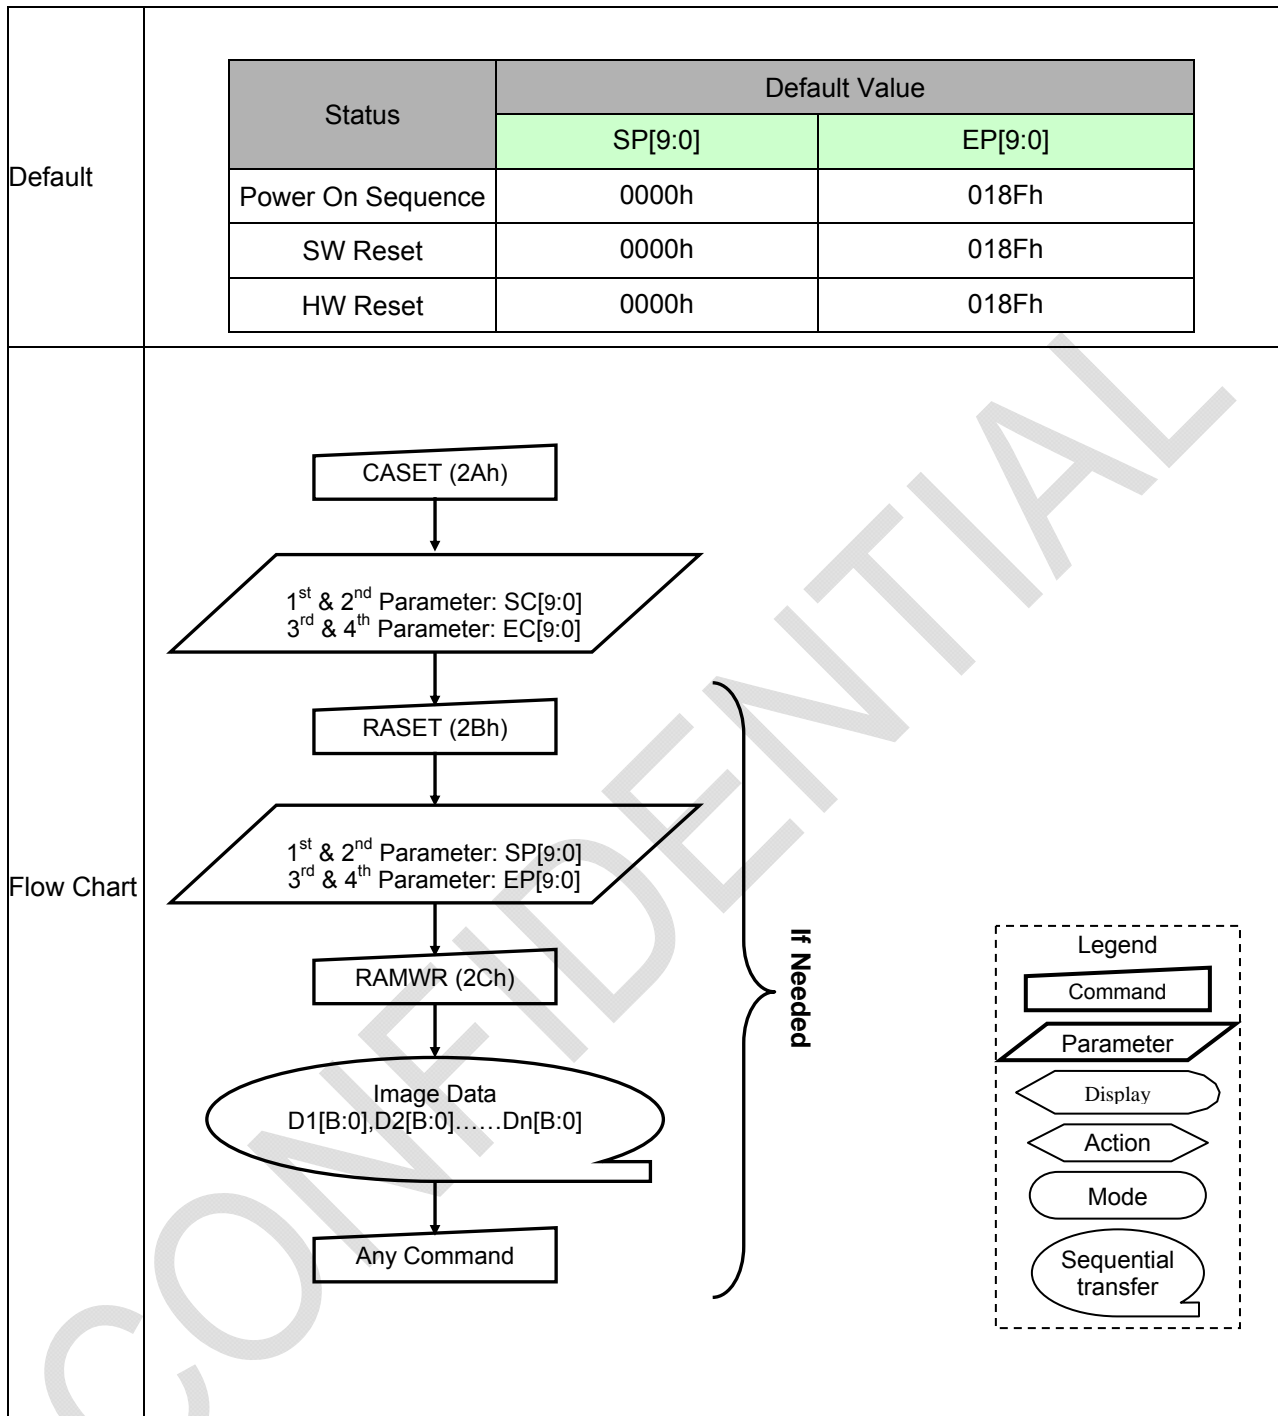 Default
Status
Default Value
SP[9:0]
EP[9:0]
Power On Sequence
0000h
018Fh
SW Reset
0000h
018Fh
HW Reset
0000h
018Fh
Flow Chart
CASET (2Ah)
1st & 2nd Parameter: SC[9:0]
3rd & 4th Parameter: EC[9:0]
RASET (2Bh)
1st & 2nd Parameter: SP[9:0]
3rd & 4th Parameter: EP[9:0]
RAMWR (2Ch)
Image Data
D1[B:0],D2[B:0]......Dn[B:0]
Any Command
If Needed
Legend
Command
Parameter
Display
Action
Mode
Sequential
transfer
CONFIDENTIAL